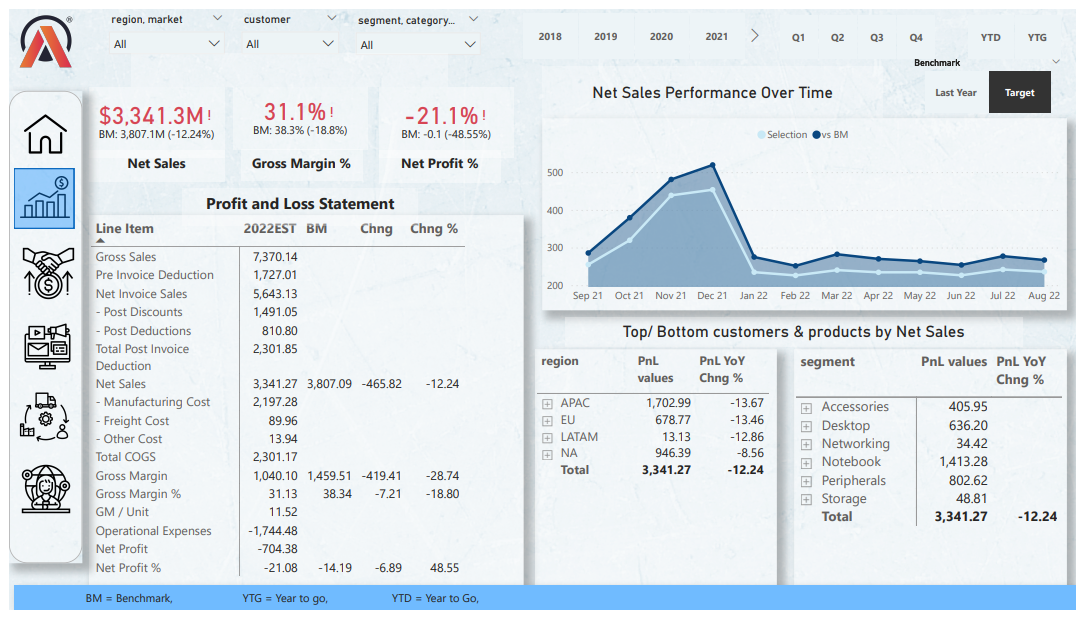 region, market
customer
segment, category...
All
All
All
2018 2019 2020 2021 Q1 Q2 Q3 Q4 YTD YTG
Benchmark
Net Sales Performance Over Time
Last Year
Target
$3,341.3M!
BM: 3,807.1M (-12.24%)
Net Sales
31.1%!
BM: 38.3% (-18.8%)
Gross Margin %
-21.1%!
BM: -0.1 (-48.55%)
Net Profit %
Selection vs BM
500
400
300
200
Sep 21 Oct 21 Nov 21 Dec 21 Jan 22 Feb 22 Mar 22 Apr 22 May 22 Jun 22 Jul 22 Aug 22
Profit and Loss Statement
Line Item 2022EST BM Chng Chng %
Gross Sales 7,370.14
Pre Invoice Deduction 1,727.01
Net Invoice Sales 5,643.13
- Post Discounts 1,491.05
- Post Deductions 810.80
Total Post Invoice 2,301.85
Deduction
Net Sales 3,341.27 3,807.09 -465.82 -12.24
- Manufacturing Cost 2,197.28
- Freight Cost 89.96
- Other Cost 13.94
Total COGS 2,301.17
Gross Margin 1,040.10 1,459.51 -419.41 -28.74
Gross Margin % 31.13 38.34 -7.21 -18.80
GM / Unit 11.52
Operational Expenses -1,744.48
Net Profit -704.38
Net Profit % -21.08 -14.19 -6.89 48.55
Top/ Bottom customers & products by Net Sales
region PnL PnL YoY
values Chng %
APAC 1,702.99 -13.67
EU 678.77 -13.46
LATAM 13.13 -12.86
NA 946.39 -8.56
Total 3,341.27 -12.24
segment PnL values PnL YoY
Chng %
Accessories 405.95
Desktop 636.20
Networking 34.42
Notebook 1,413.28
Peripherals 802.62
Storage 48.81
Total 3,341.27 -12.24
BM = Benchmark, YTG = Year to go, YTD = Year to Go,